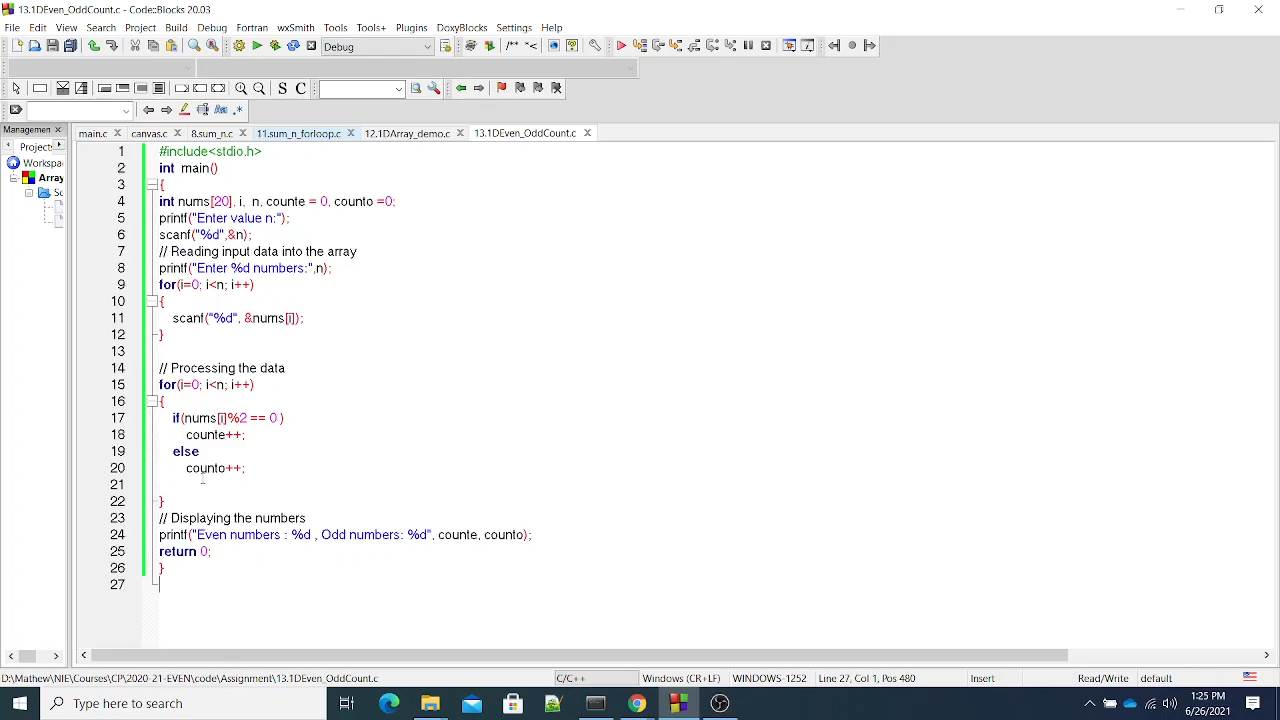 13.1DEven_OddCount.c - Code::Blocks 20.03
File Edit View Search Project Build Debug Fortran wxSmith Tools Tools+ Plugins DoxyBlocks Settings Help
Debug
Managemen
main.c canvas.c 8.sum_n.c 11.sum_n_forloop.c 12.1DArray_demo.c 13.1DEven_OddCount.c
Project:
Workspa
Array
Sc
1 #include<stdio.h>
2 int main()
3 {
4 int nums[20], i, n, counte = 0, counto =0;
5 printf("Enter value n:");
6 scanf("%d",&n);
7 // Reading input data into the array
8 printf("Enter %d numbers:",n);
9 for(i=0; i<n; i++)
10 {
11 scanf("%d", &nums[i]);
12 }
13
14 // Processing the data
15 for(i=0; i<n; i++)
16 {
17 if(nums[i]%2 == 0 )
18 counte++;
19 else
20 counto++;
21
22 }
23 // Displaying the numbers
24 printf("Even numbers : %d , Odd numbers: %d", counte, counto);
25 return 0;
26 }
27
D:\Mathew\NIE\Courses\CP\2020-21-EVEN\code\Assignment\13.1DEven_OddCount.c C/C++ Windows (CR+LF) WINDOWS-1252 Line 27, Col 1, Pos 480 Insert Read/Write default
Type here to search
1:25 PM
6/26/2021